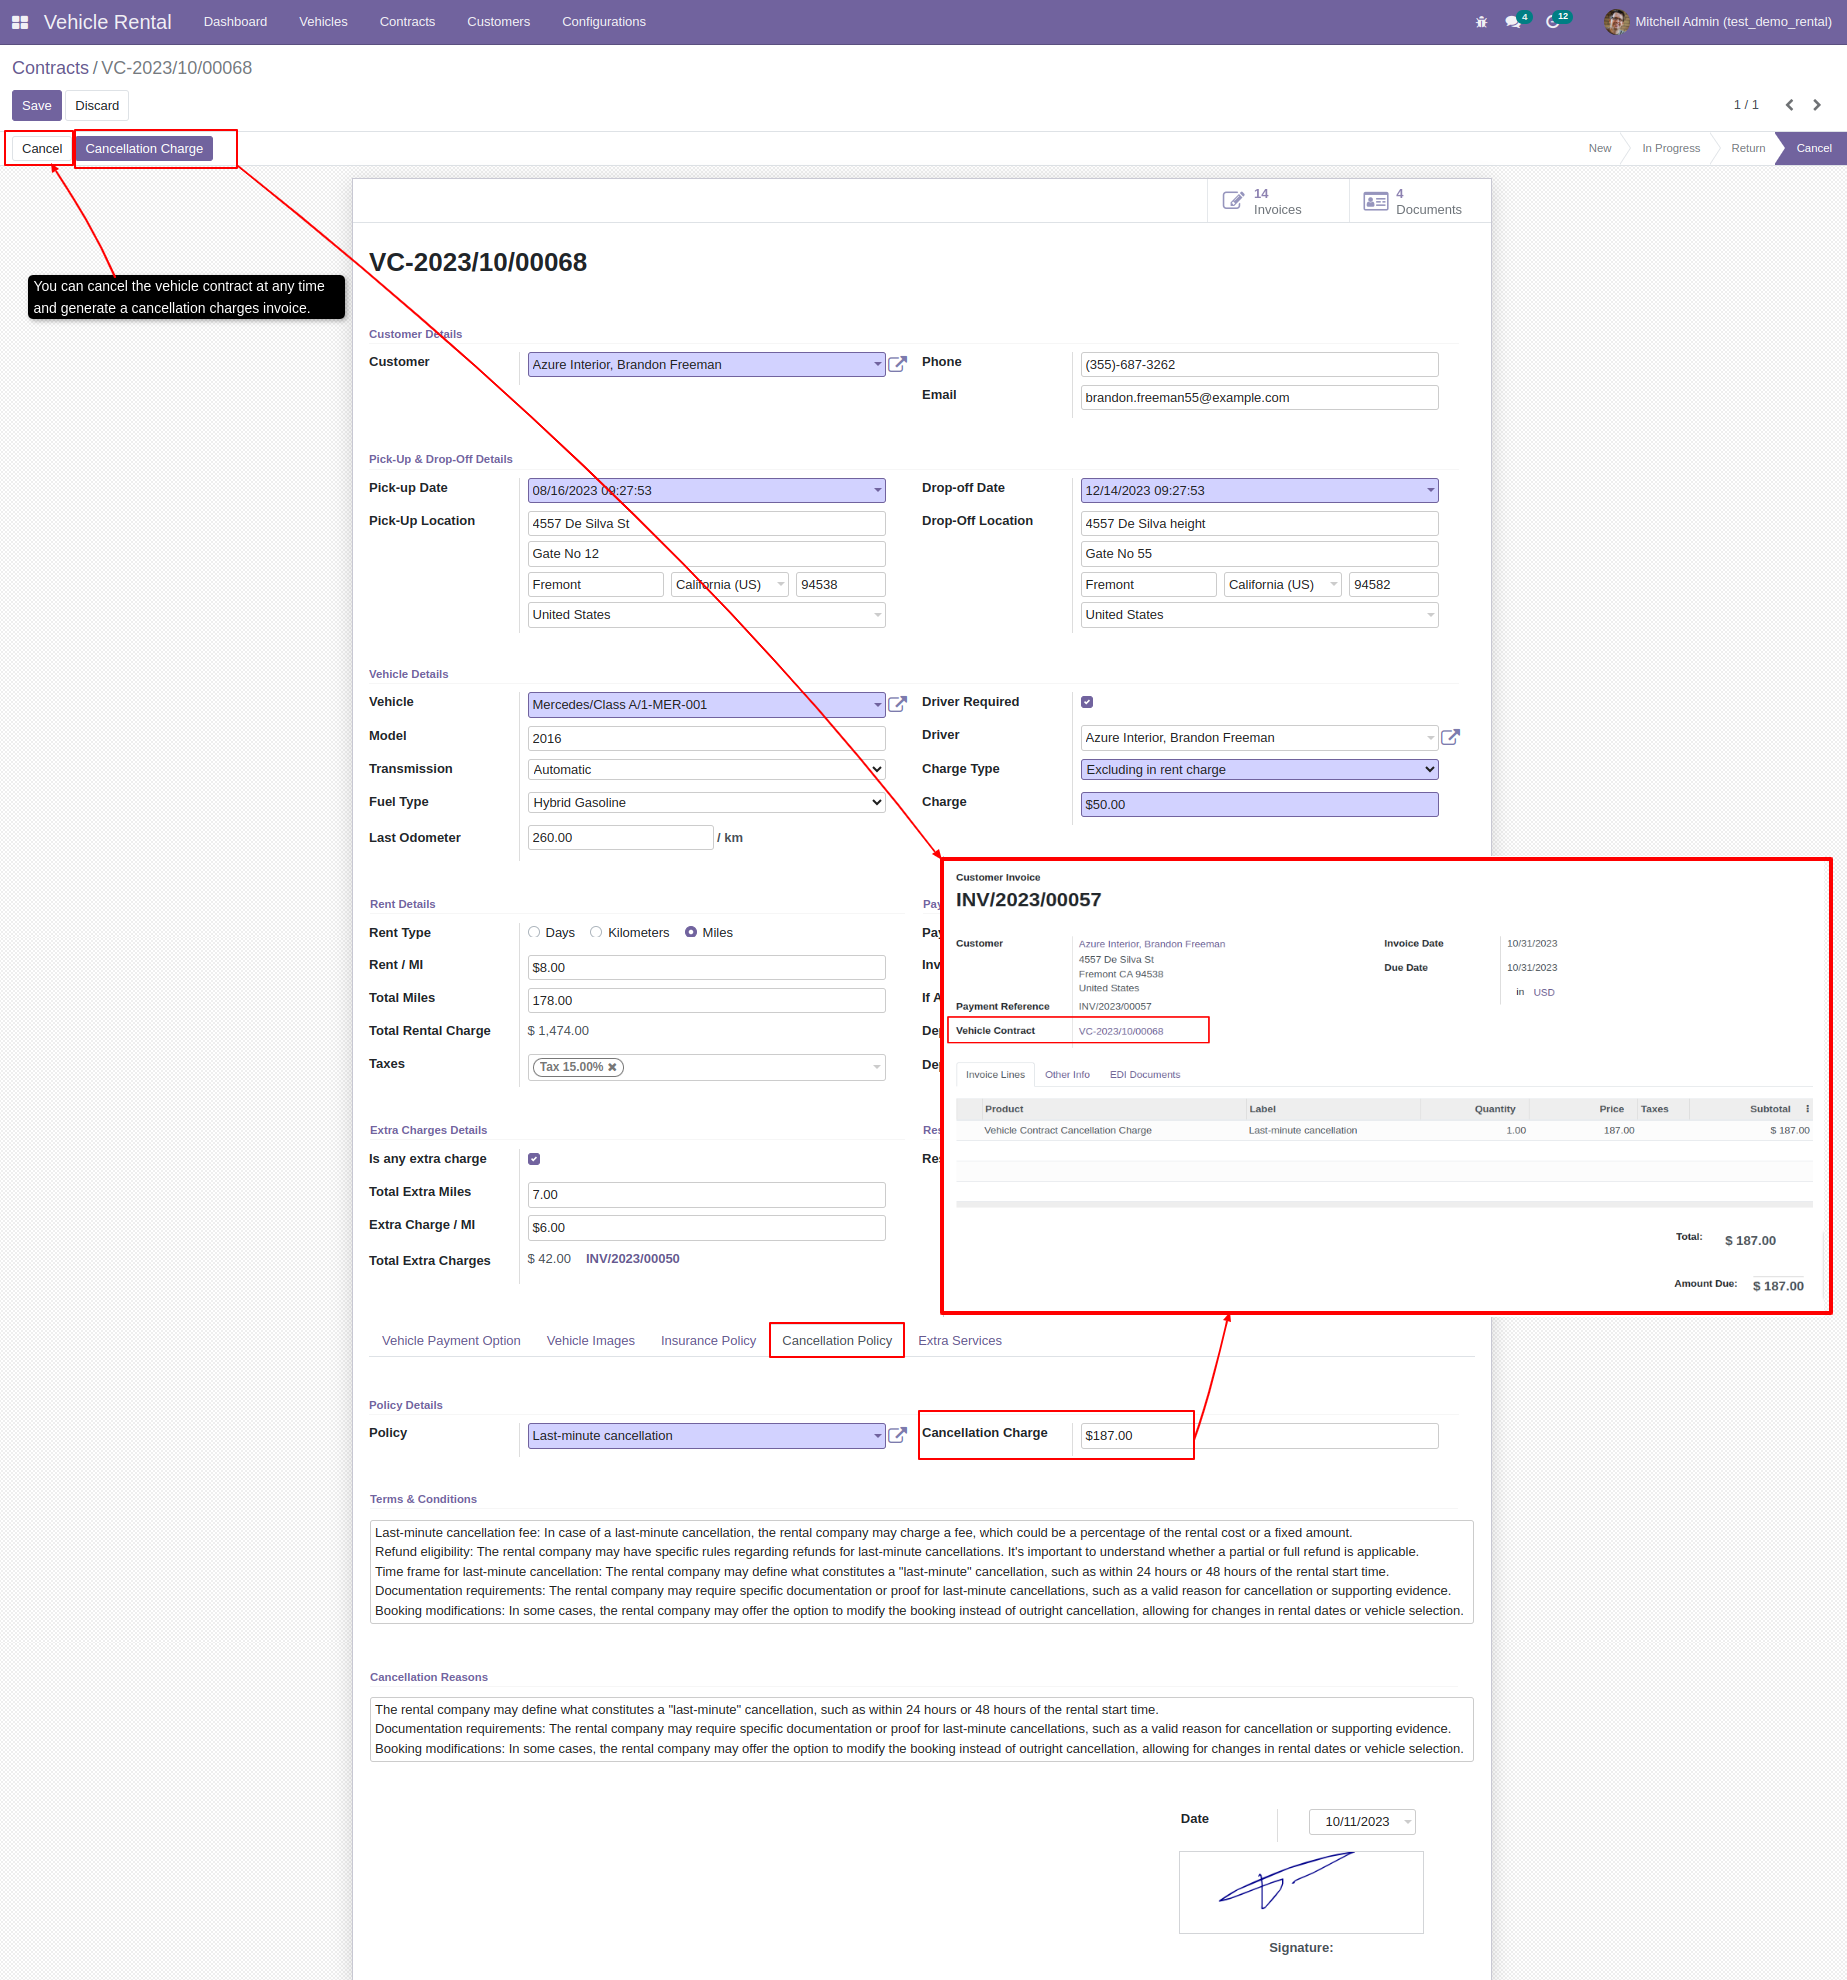 Vehicle Rental Dashboard Vehicles Contracts Customers Configurations 4 12 Mitchell Admin (test_demo_rental)
Contracts / VC-2023/10/00068
Save Discard 1 / 1
Cancel Cancellation Charge New In Progress Return Cancel
14 Invoices
4 Documents
VC-2023/10/00068
You can cancel the vehicle contract at any time
and generate a cancellation charges invoice.
Customer Details
Customer Azure Interior, Brandon Freeman Phone (355)-687-3262
Email brandon.freeman55@example.com
Pick-Up & Drop-Off Details
Pick-up Date 08/16/2023 09:27:53 Drop-off Date 12/14/2023 09:27:53
Pick-Up Location 4557 De Silva St Drop-Off Location 4557 De Silva height
Gate No 12 Gate No 55
Fremont California (US) 94538 Fremont California (US) 94582
United States United States
Vehicle Details
Vehicle Mercedes/Class A/1-MER-001 Driver Required
Model 2016 Driver Azure Interior, Brandon Freeman
Transmission Automatic Charge Type Excluding in rent charge
Fuel Type Hybrid Gasoline Charge $50.00
Last Odometer 260.00 / km
Rent Details Pay
Rent Type Days Kilometers Miles Pay
Rent / MI $8.00 Inv
Total Miles 178.00 If A
Total Rental Charge $ 1,474.00 De
Taxes Tax 15.00% De
Extra Charges Details Res
Is any extra charge Res
Total Extra Miles 7.00
Extra Charge / MI $6.00
Total Extra Charges $ 42.00 INV/2023/00050
Customer Invoice
INV/2023/00057
Customer Azure Interior, Brandon Freeman Invoice Date 10/31/2023
4557 De Silva St
Fremont CA 94538 Due Date 10/31/2023
United States in USD
Payment Reference INV/2023/00057
Vehicle Contract VC-2023/10/00068
Invoice Lines Other Info EDI Documents
Product Label Quantity Price Taxes Subtotal
Vehicle Contract Cancellation Charge Last-minute cancellation 1.00 187.00 $ 187.00
Total: $ 187.00
Amount Due: $ 187.00
Vehicle Payment Option Vehicle Images Insurance Policy Cancellation Policy Extra Services
Policy Details
Policy Last-minute cancellation Cancellation Charge $187.00
Terms & Conditions
Last-minute cancellation fee: In case of a last-minute cancellation, the rental company may charge a fee, which could be a percentage of the rental cost or a fixed amount.
Refund eligibility: The rental company may have specific rules regarding refunds for last-minute cancellations. It's important to understand whether a partial or full refund is applicable.
Time frame for last-minute cancellation: The rental company may define what constitutes a "last-minute" cancellation, such as within 24 hours or 48 hours of the rental start time.
Documentation requirements: The rental company may require specific documentation or proof for last-minute cancellations, such as a valid reason for cancellation or supporting evidence.
Booking modifications: In some cases, the rental company may offer the option to modify the booking instead of outright cancellation, allowing for changes in rental dates or vehicle selection.
Cancellation Reasons
The rental company may define what constitutes a "last-minute" cancellation, such as within 24 hours or 48 hours of the rental start time.
Documentation requirements: The rental company may require specific documentation or proof for last-minute cancellations, such as a valid reason for cancellation or supporting evidence.
Booking modifications: In some cases, the rental company may offer the option to modify the booking instead of outright cancellation, allowing for changes in rental dates or vehicle selection.
Date 10/11/2023
Signature: